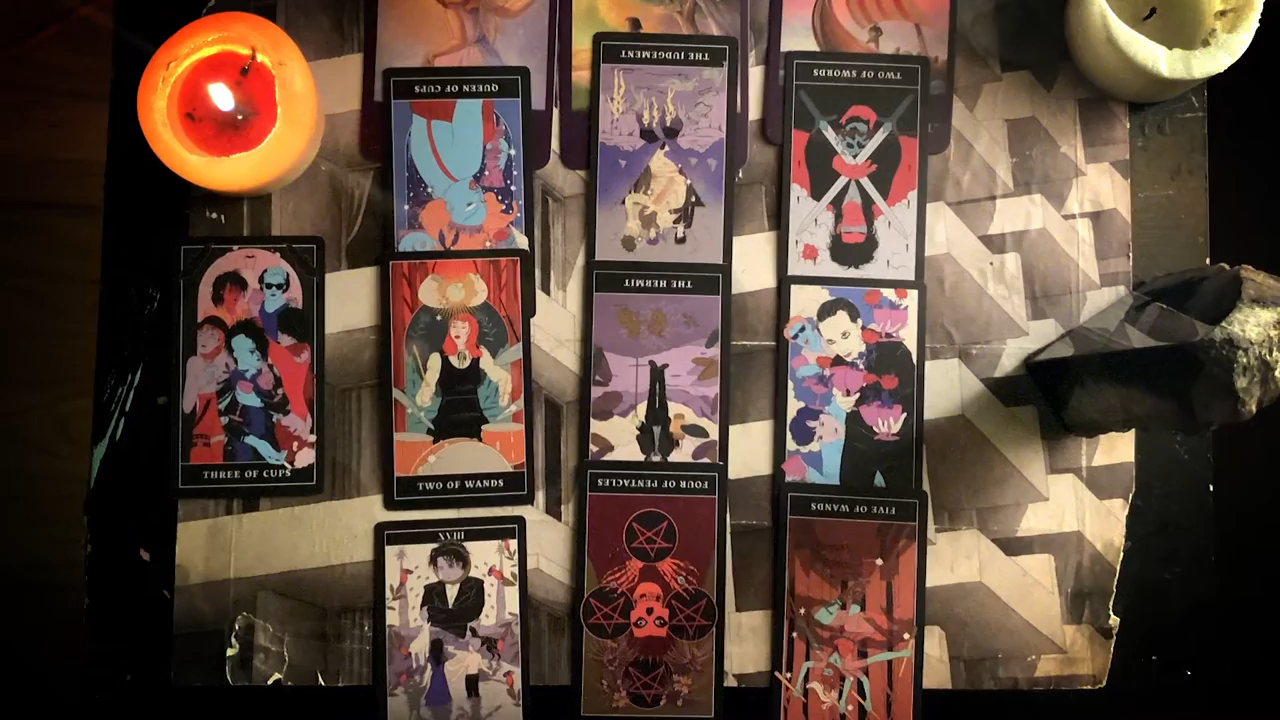 THE JUDGEMENT
QUEEN OF CUPS
TWO OF SWORDS
THE HERMIT
THREE OF CUPS
TWO OF WANDS
FOUR OF PENTACLES
FIVE OF WANDS